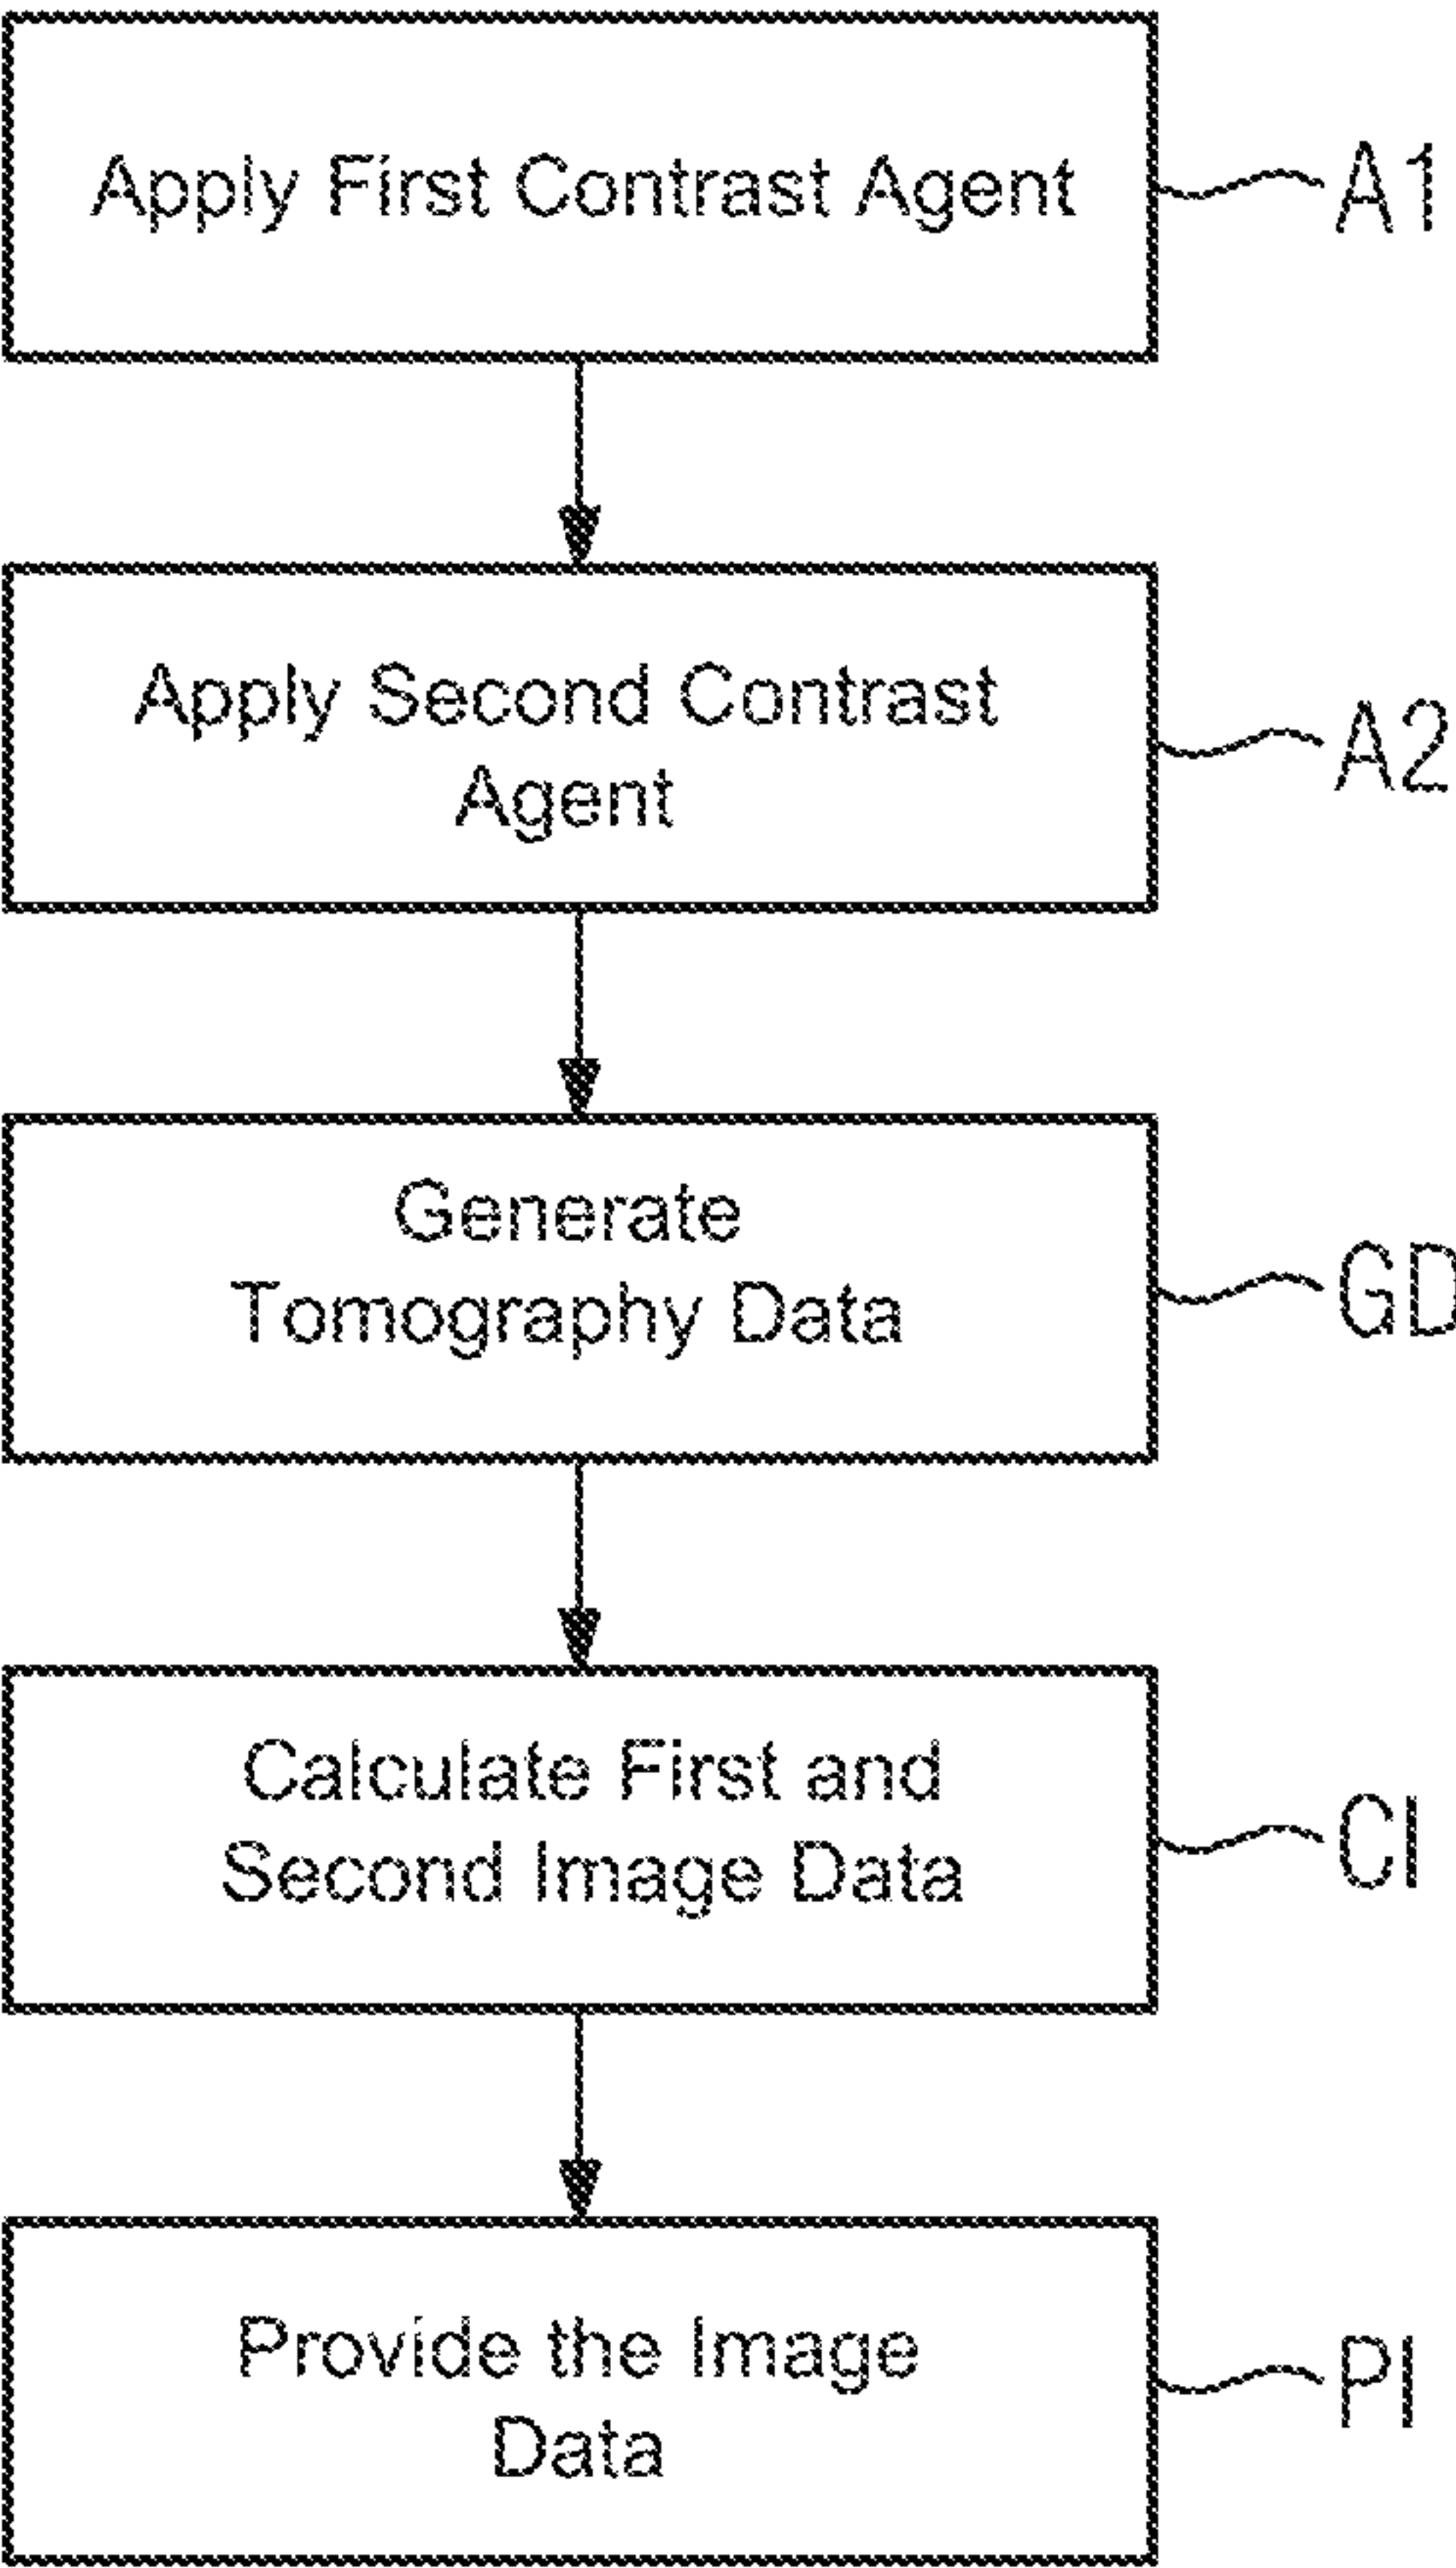 Apply First Contrast Agent
A1
Apply Second Contrast
Agent
A2
Generate
Tomography Data
GD
Calculate First and
Second Image Data
CI
Provide the Image
Data
PI